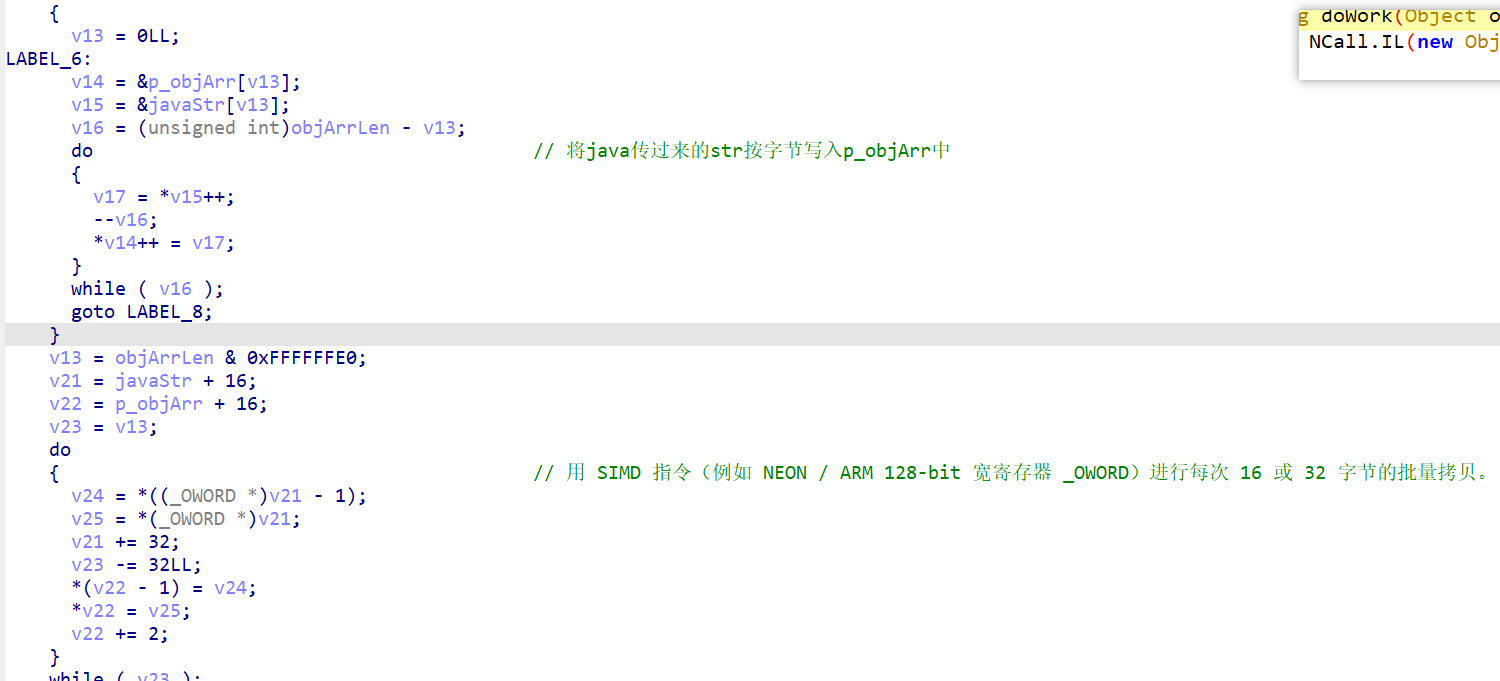 {
v13 = 0LL;
LABEL_6:
v14 = &p_objArr[v13];
v15 = &javaStr[v13];
v16 = (unsigned int)objArrLen - v13;
do // 将java传过来的str按字节写入p_objArr中
{
v17 = *v15++;
--v16;
*v14++ = v17;
}
while ( v16 );
goto LABEL_8;
}
v13 = objArrLen & 0xFFFFFFE0;
v21 = javaStr + 16;
v22 = p_objArr + 16;
v23 = v13;
do
{ // 用 SIMD 指令（例如 NEON / ARM 128-bit 宽寄存器 _OWORD）进行每次 16 或 32 字节的批量拷贝。
v24 = *((_OWORD *)v21 - 1);
v25 = *(_OWORD *)v21;
v21 += 32;
v23 -= 32LL;
*(v22 - 1) = v24;
*v22 = v25;
v22 += 2;
}
while ( v23 );
g doWork(Object o
NCall.IL(new Obj